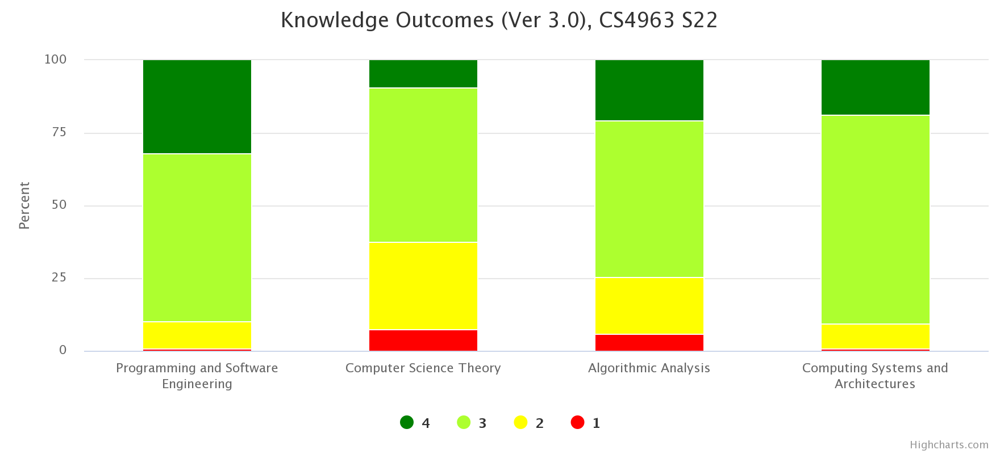 Knowledge Outcomes (Ver 3.0), CS4963 S22
Percent
100
75
50
25
0
Programming and Software
Engineering
Computer Science Theory
Algorithmic Analysis
Computing Systems and
Architectures
4
3
2
1
Highcharts.com